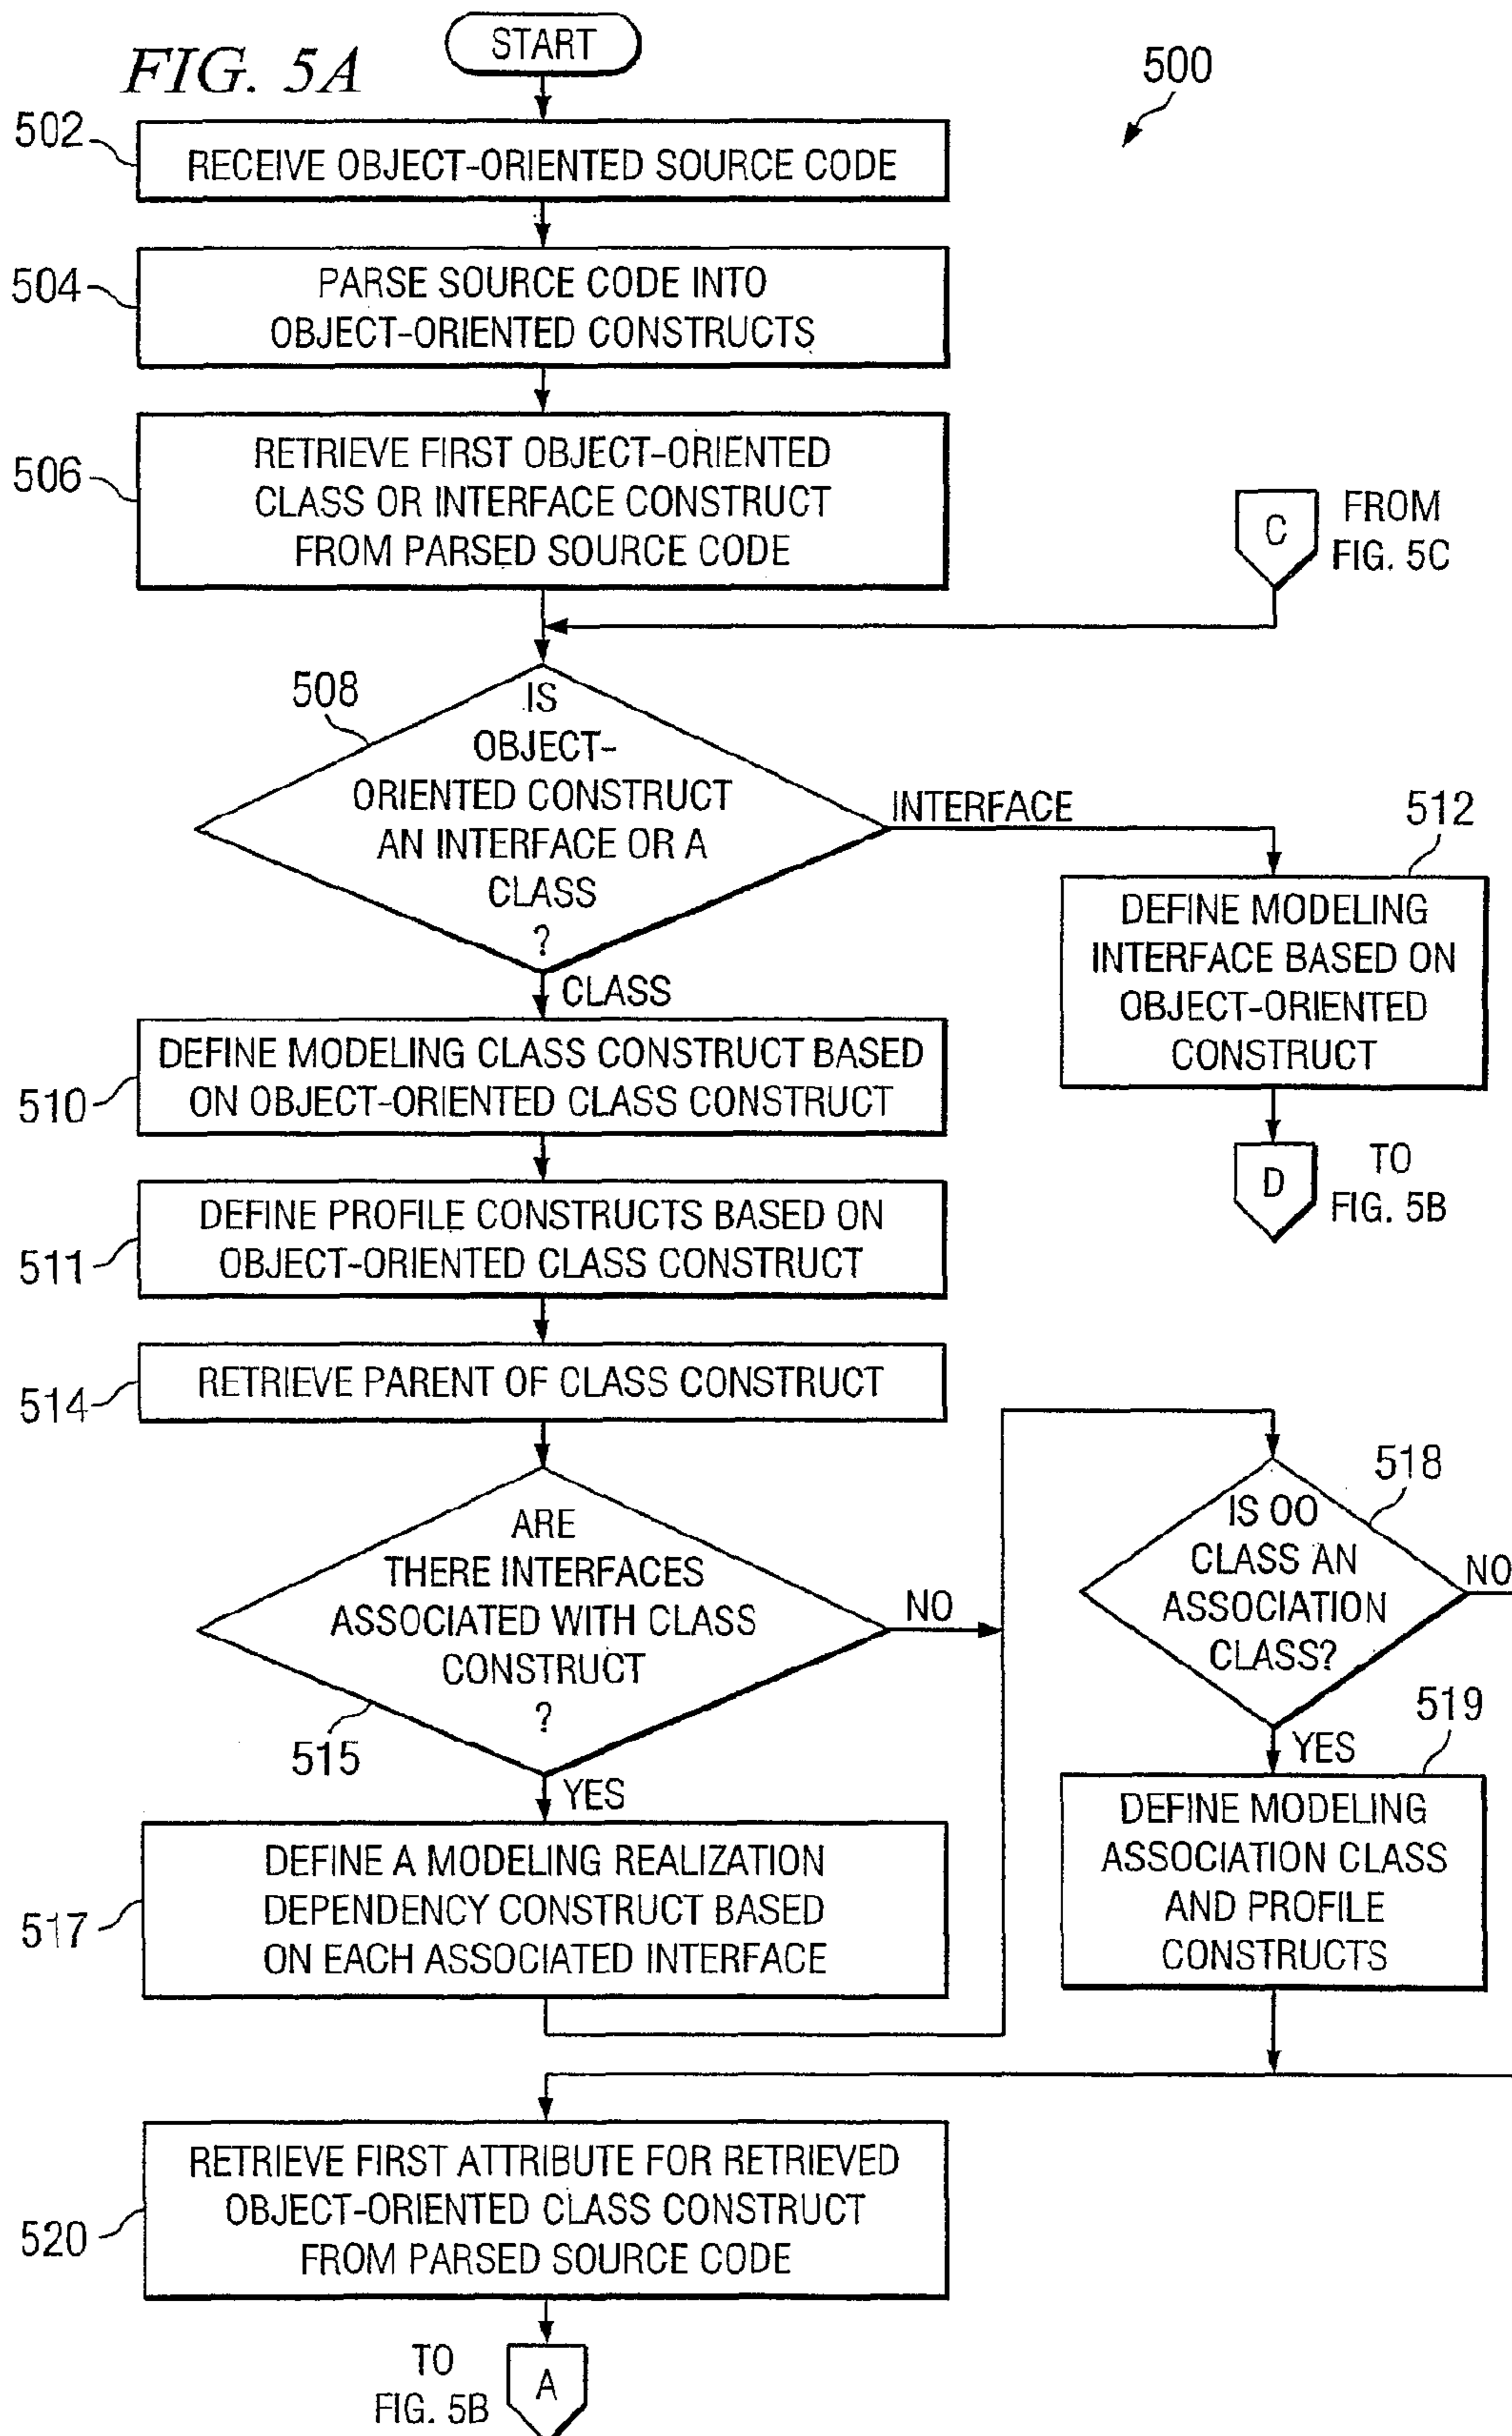 FIG. 5A
START
500
502
RECEIVE OBJECT-ORIENTED SOURCE CODE
504
PARSE SOURCE CODE INTO
OBJECT-ORIENTED CONSTRUCTS
506
RETRIEVE FIRST OBJECT-ORIENTED
CLASS OR INTERFACE CONSTRUCT
FROM PARSED SOURCE CODE
C
FROM
FIG. 5C
508
IS
OBJECT-
ORIENTED CONSTRUCT
AN INTERFACE OR A
CLASS
?
INTERFACE
512
DEFINE MODELING
INTERFACE BASED ON
OBJECT-ORIENTED
CONSTRUCT
D
TO
FIG. 5B
CLASS
510
DEFINE MODELING CLASS CONSTRUCT BASED
ON OBJECT-ORIENTED CLASS CONSTRUCT
511
DEFINE PROFILE CONSTRUCTS BASED ON
OBJECT-ORIENTED CLASS CONSTRUCT
514
RETRIEVE PARENT OF CLASS CONSTRUCT
ARE
THERE INTERFACES
ASSOCIATED WITH CLASS
CONSTRUCT
?
515
NO
YES
517
DEFINE A MODELING REALIZATION
DEPENDENCY CONSTRUCT BASED
ON EACH ASSOCIATED INTERFACE
518
IS OO
CLASS AN
ASSOCIATION
CLASS?
NO
YES
519
DEFINE MODELING
ASSOCIATION CLASS
AND PROFILE
CONSTRUCTS
520
RETRIEVE FIRST ATTRIBUTE FOR RETRIEVED
OBJECT-ORIENTED CLASS CONSTRUCT
FROM PARSED SOURCE CODE
TO
FIG. 5B
A